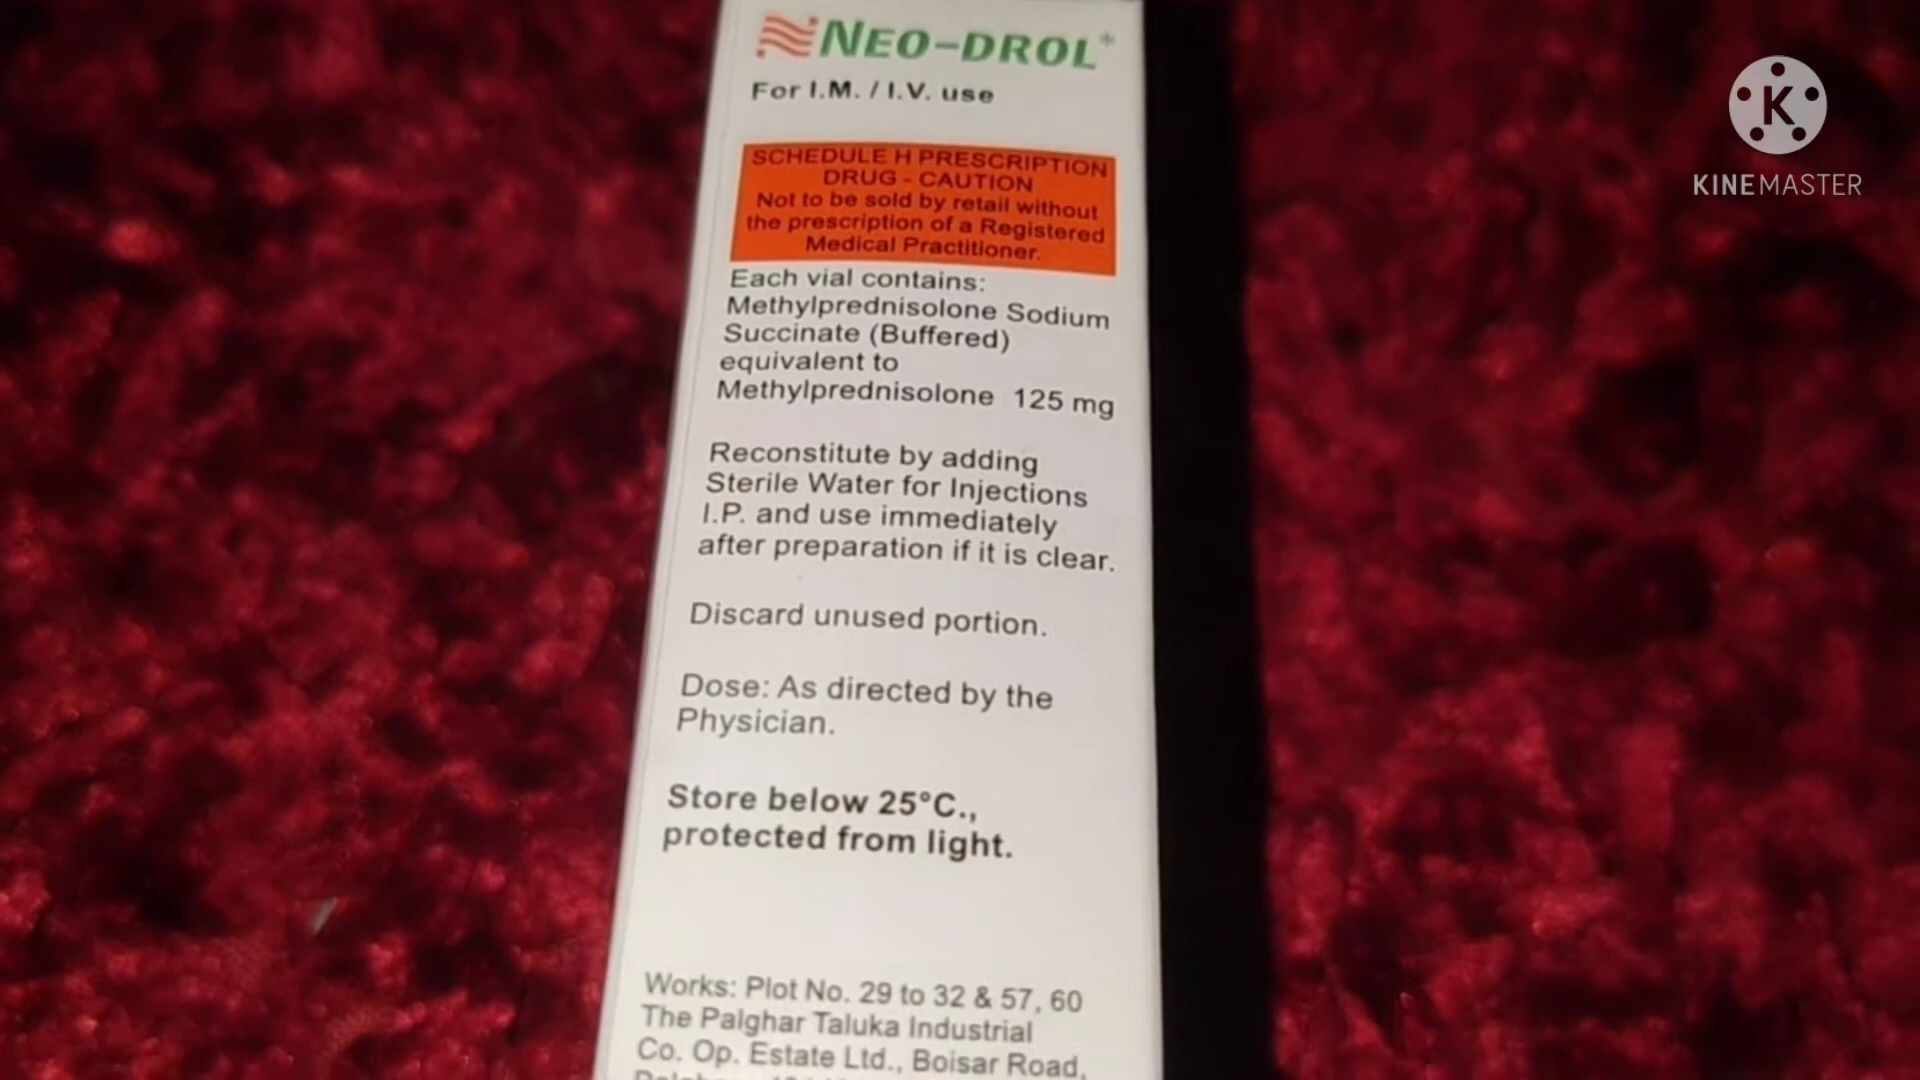 NEO-DROL*
For I.M. / I.V. use
SCHEDULE H PRESCRIPTION
DRUG - CAUTION
Not to be sold by retail without
the prescription of a Registered
Medical Practitioner.
Each vial contains:
Methylprednisolone Sodium
Succinate (Buffered)
equivalent to
Methylprednisolone 125 mg
Reconstitute by adding
Sterile Water for Injections
I.P. and use immediately
after preparation if it is clear.
Discard unused portion.
Dose: As directed by the
Physician.
Store below 25°C.,
protected from light.
Works: Plot No. 29 to 32 & 57, 60
The Palghar Taluka Industrial
Co. Op. Estate Ltd., Boisar Road,
K
KINEMASTER